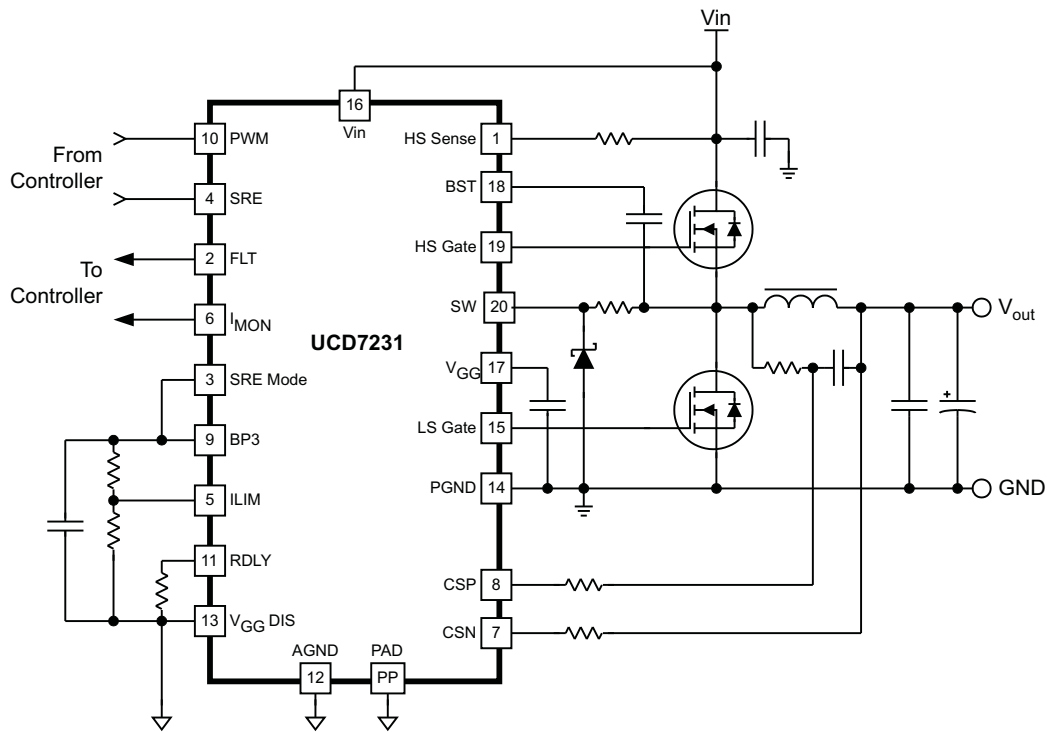 Vin
16
Vin
From
Controller
10 PWM
4 SRE
To
Controller
2 FLT
6 IMON
3 SRE Mode
9 BP3
5 ILIM
11 RDLY
13 VGG DIS
UCD7231
HS Sense 1
BST 18
HS Gate 19
SW 20
VGG 17
LS Gate 15
PGND 14
CSP 8
CSN 7
AGND
12
PAD
PP
Vout
+
GND